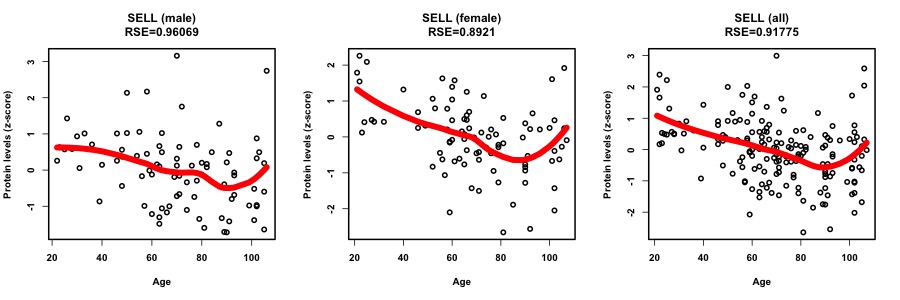 SELL (male)
RSE=0.96069
Protein levels (z-score)
3
2
1
0
-1
20 40 60 80 100
Age
SELL (female)
RSE=0.8921
Protein levels (z-score)
2
1
0
-1
-2
20 40 60 80 100
Age
SELL (all)
RSE=0.91775
Protein levels (z-score)
3
2
1
0
-1
-2
20 40 60 80 100
Age